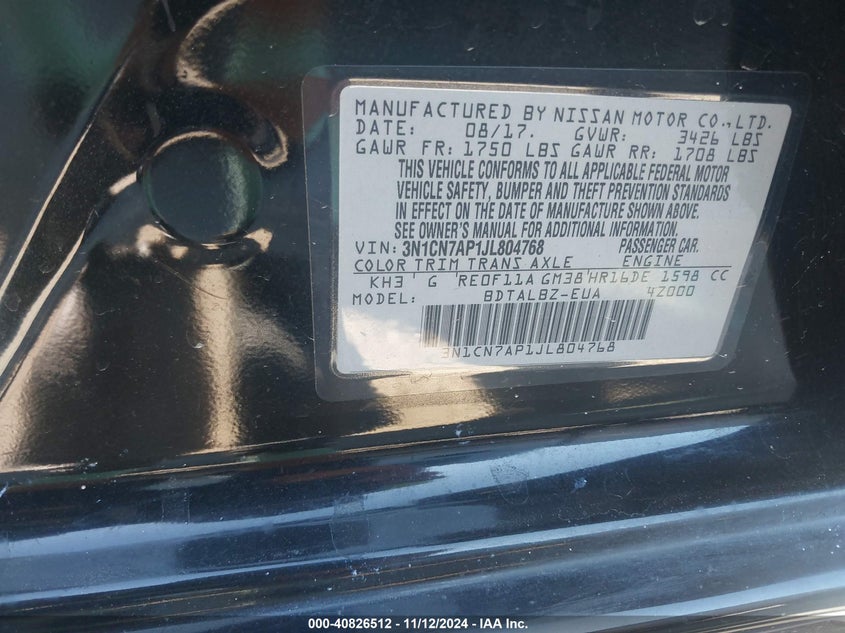 MANUFACTURED BY NISSAN MOTOR CO.,LTD.
DATE: 08/17. GVWR: 3426 LBS
GAWR FR: 1750 LBS GAWR RR: 1708 LBS
THIS VEHICLE CONFORMS TO ALL APPLICABLE FEDERAL MOTOR
VEHICLE SAFETY, BUMPER AND THEFT PREVENTION STANDARDS
IN EFFECT ON THE DATE OF MANUFACTURE SHOWN ABOVE.
SEE OWNER'S MANUAL FOR ADDITIONAL INFORMATION.
VIN: 3N1CN7AP1JL804768 PASSENGER CAR.
COLOR TRIM TRANS AXLE ENGINE
KH3 G RE0F11A GM38 HR16DE 1598 CC
MODEL: BDTALBZ-EUA 4Z000
3N1CN7AP1JL804768
000-40826512 - 11/12/2024 - IAA Inc.